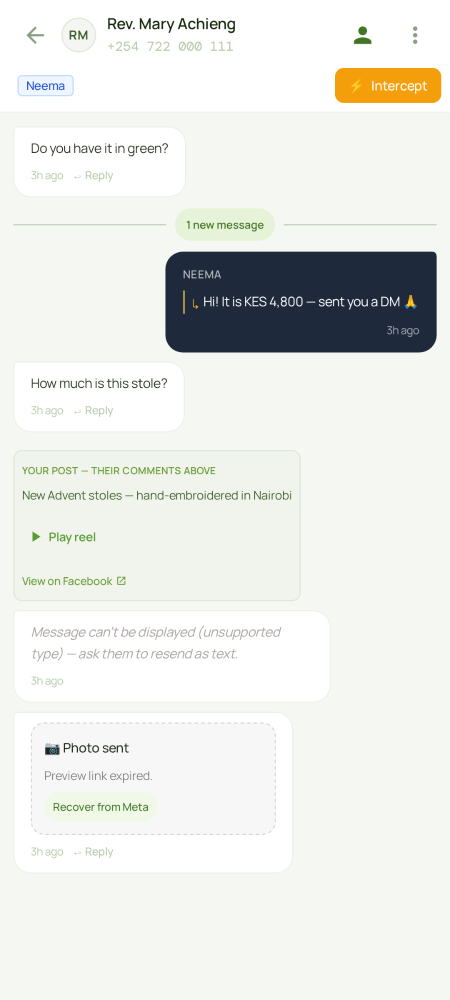 RM
Rev. Mary Achieng
+254 722 000 111
Neema
⚡ Intercept
Do you have it in green?
3h ago ↩ Reply
1 new message
NEEMA
↳ Hi! It is KES 4,800 — sent you a DM 🙏
3h ago
How much is this stole?
3h ago ↩ Reply
YOUR POST — THEIR COMMENTS ABOVE
New Advent stoles — hand-embroidered in Nairobi
▶ Play reel
View on Facebook
Message can't be displayed (unsupported
type) — ask them to resend as text.
3h ago
📷 Photo sent
Preview link expired.
Recover from Meta
3h ago ↩ Reply